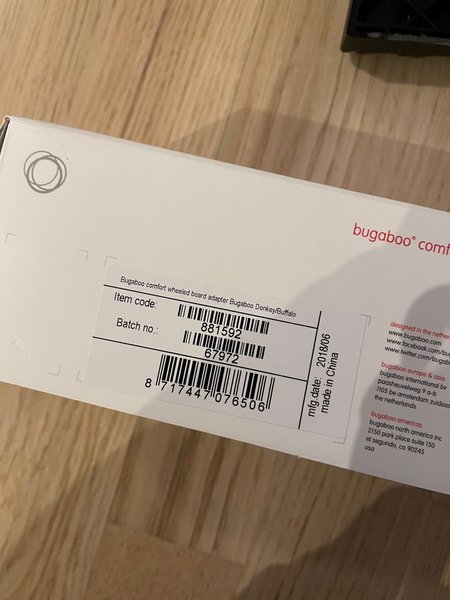 bugaboo® comf
Bugaboo comfort wheeled board adapter Bugaboo Donkey/Buffalo
Item code:
881592
Batch no.:
67972
8 717447 076506
mfg.date: 2018/06
made in China
designed in the nethern
www.bugaboo.com
www.facebook.com/bug
www.twitter.com/bugab
bugaboo europe & asia
bugaboo international bv
paasheuvelweg 9 a-b
1105 be amsterdam zuidoo
the netherlands
bugaboo americas
bugaboo north america inc
2150 park place suite 150
el segundo, ca 90245
usa